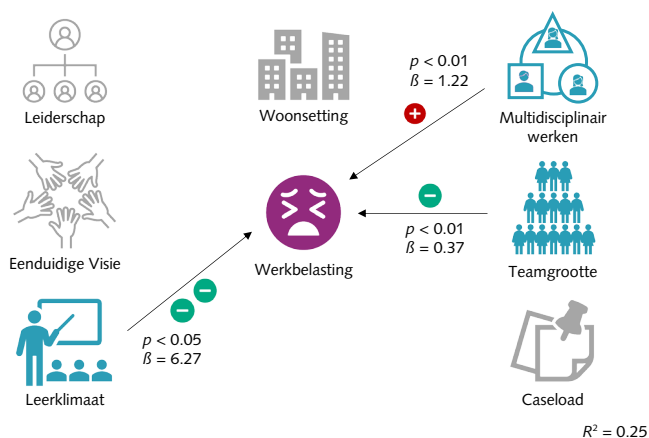 Leiderschap
Woonsetting
p < 0.01
ß = 1.22
Multidisciplinair
werken
Eenduidige Visie
Werkbelasting
p < 0.01
ß = 0.37
Teamgrootte
Leerklimaat
p < 0.05
ß = 6.27
Caseload
R² = 0.25